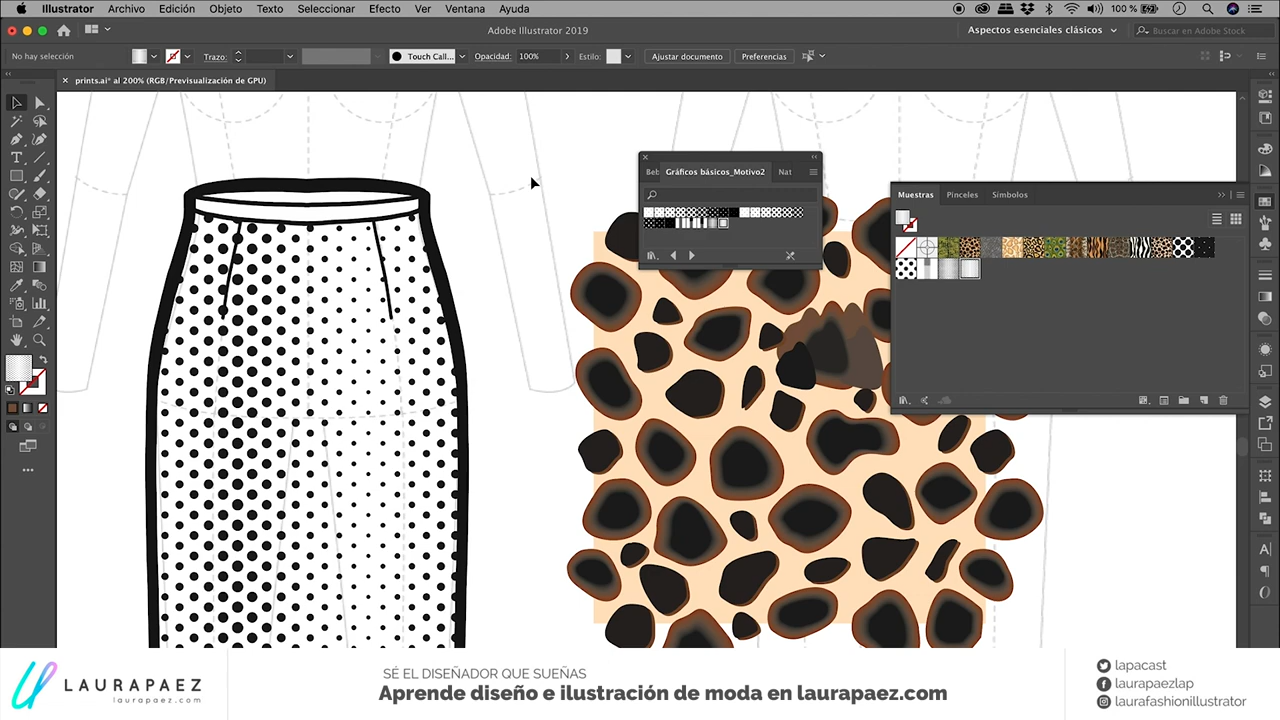 Illustrator Archivo Edición Objeto Texto Seleccionar Efecto Ver Ventana Ayuda 100 %
Adobe Illustrator 2019 Aspectos esenciales clásicos Buscar en Adobe Stock
No hay selección Trazo: Touch Call... Opacidad: 100% Estilo: Ajustar documento Preferencias
× prints.ai* al 200% (RGB/Previsualización de GPU)
Beb Gráficos básicos_Motivo2 Nat
Muestras Pinceles Símbolos
LAURAPAEZ
laurapaez.com
SÉ EL DISEÑADOR QUE SUEÑAS
Aprende diseño e ilustración de moda en laurapaez.com
lapacast
laurapaezlap
laurafashionillustrator